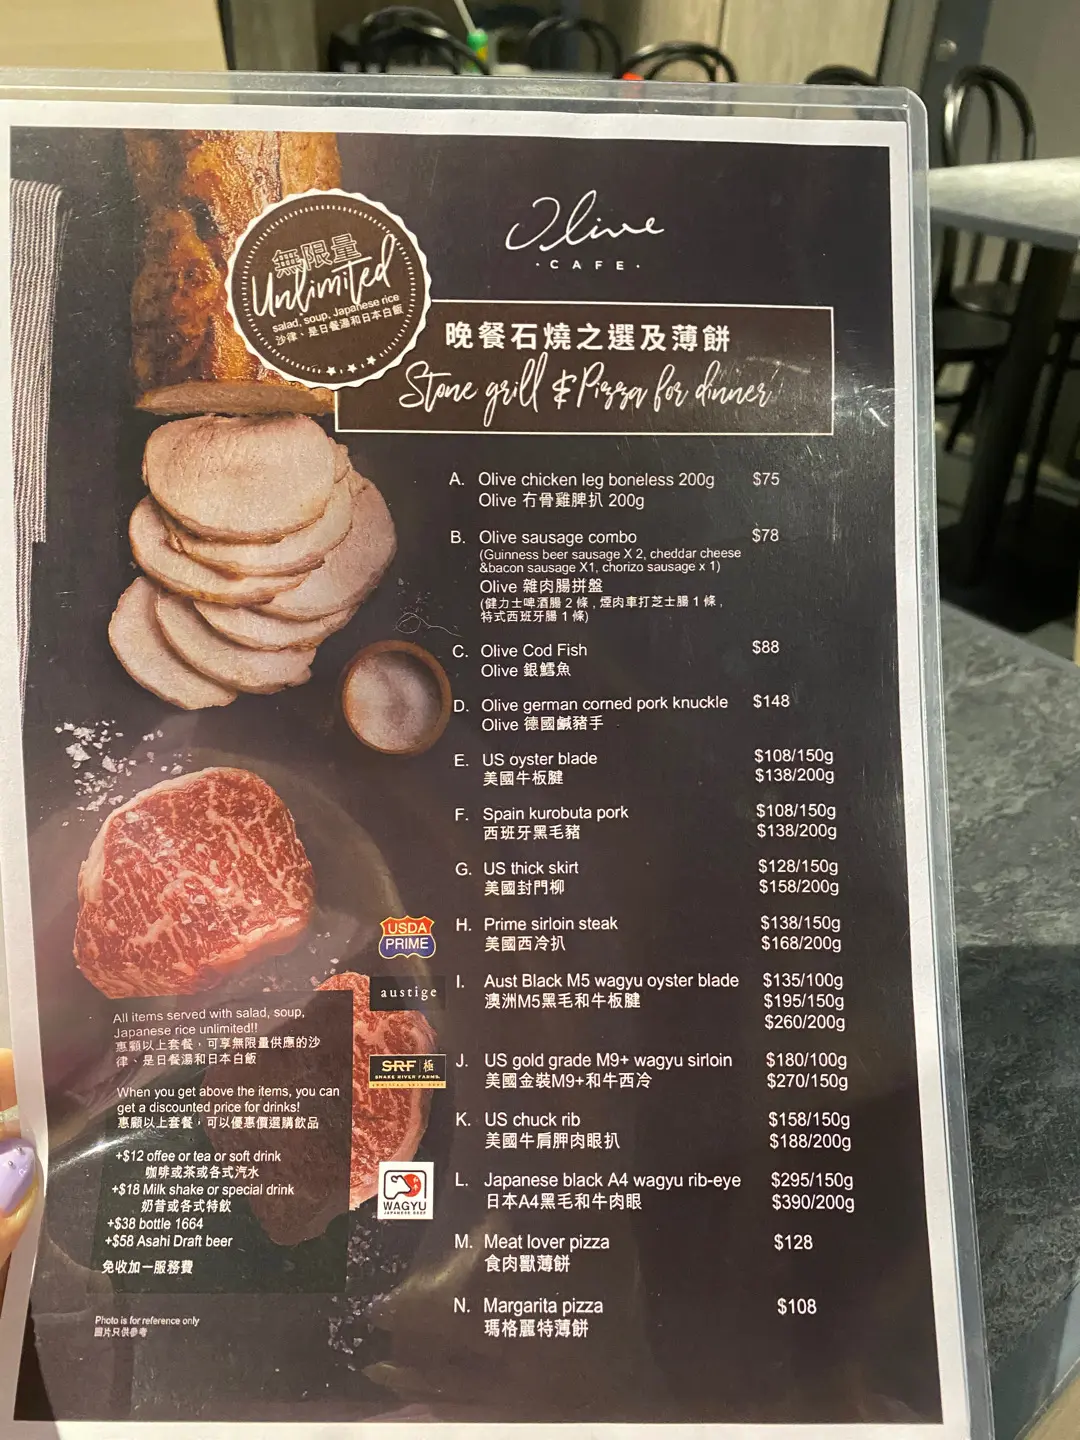 無限量
Unlimited
salad, soup, Japanese rice
沙律、是日餐湯和日本白飯
Olive
· CAFE ·
晚餐石燒之選及薄餅
Stone grill & Pizza for dinner
A. Olive chicken leg boneless 200g $75
Olive 冇骨雞脾扒 200g
B. Olive sausage combo $78
(Guinness beer sausage X 2, cheddar cheese
&bacon sausage X1, chorizo sausage x 1)
Olive 雜肉腸拼盤
(健力士啤酒腸 2 條 , 煙肉車打芝士腸 1 條 ,
特式西班牙腸 1 條)
C. Olive Cod Fish $88
Olive 銀鱈魚
D. Olive german corned pork knuckle $148
Olive 德國鹹豬手
E. US oyster blade $108/150g
美國牛板腱 $138/200g
F. Spain kurobuta pork $108/150g
西班牙黑毛豬 $138/200g
G. US thick skirt $128/150g
美國封門柳 $158/200g
USDA
PRIME
H. Prime sirloin steak $138/150g
美國西冷扒 $168/200g
austige
I. Aust Black M5 wagyu oyster blade $135/100g
澳洲M5黑毛和牛板腱 $195/150g
$260/200g
SRF 極
SNAKE RIVER FARMS.
J. US gold grade M9+ wagyu sirloin $180/100g
美國金裝M9+和牛西冷 $270/150g
K. US chuck rib $158/150g
美國牛肩胛肉眼扒 $188/200g
WAGYU
JAPANESE BEEF
L. Japanese black A4 wagyu rib-eye $295/150g
日本A4黑毛和牛肉眼 $390/200g
M. Meat lover pizza $128
食肉獸薄餅
N. Margarita pizza $108
瑪格麗特薄餅
All items served with salad, soup,
Japanese rice unlimited!!
惠顧以上套餐，可享無限量供應的沙
律、是日餐湯和日本白飯
When you get above the items, you can
get a discounted price for drinks!
惠顧以上套餐，可以優惠價選購飲品
+$12 offee or tea or soft drink
咖啡或茶或各式汽水
+$18 Milk shake or special drink
奶昔或各式特飲
+$38 bottle 1664
+$58 Asahi Draft beer
免收加一服務費
Photo is for reference only
圖片只供參考